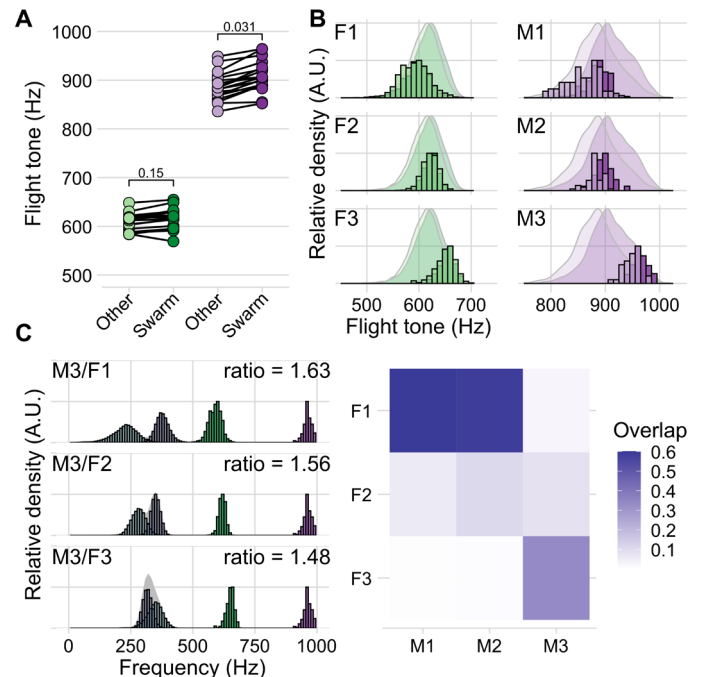 A
Flight tone (Hz)
1000
900
800
700
600
500
0.031
0.15
Other
Swarm
Other
Swarm
B
Relative density (A.U.)
F1
F2
F3
M1
M2
M3
500 600 700
800 900 1000
Flight tone (Hz)
C
Relative density (A.U.)
M3/F1 ratio = 1.63
M3/F2 ratio = 1.56
M3/F3 ratio = 1.48
0 250 500 750 1000
Frequency (Hz)
F1
F2
F3
M1 M2 M3
Overlap
0.6
0.5
0.4
0.3
0.2
0.1